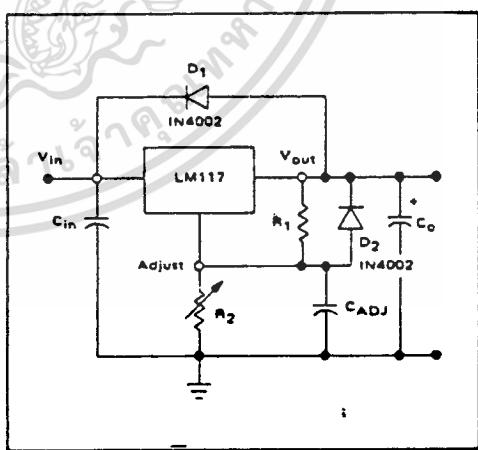 D1
IN4002
Vin
LM117
Vout
Cin
R1
D2
IN4002
+
Co
Adjust
R2
CADJ